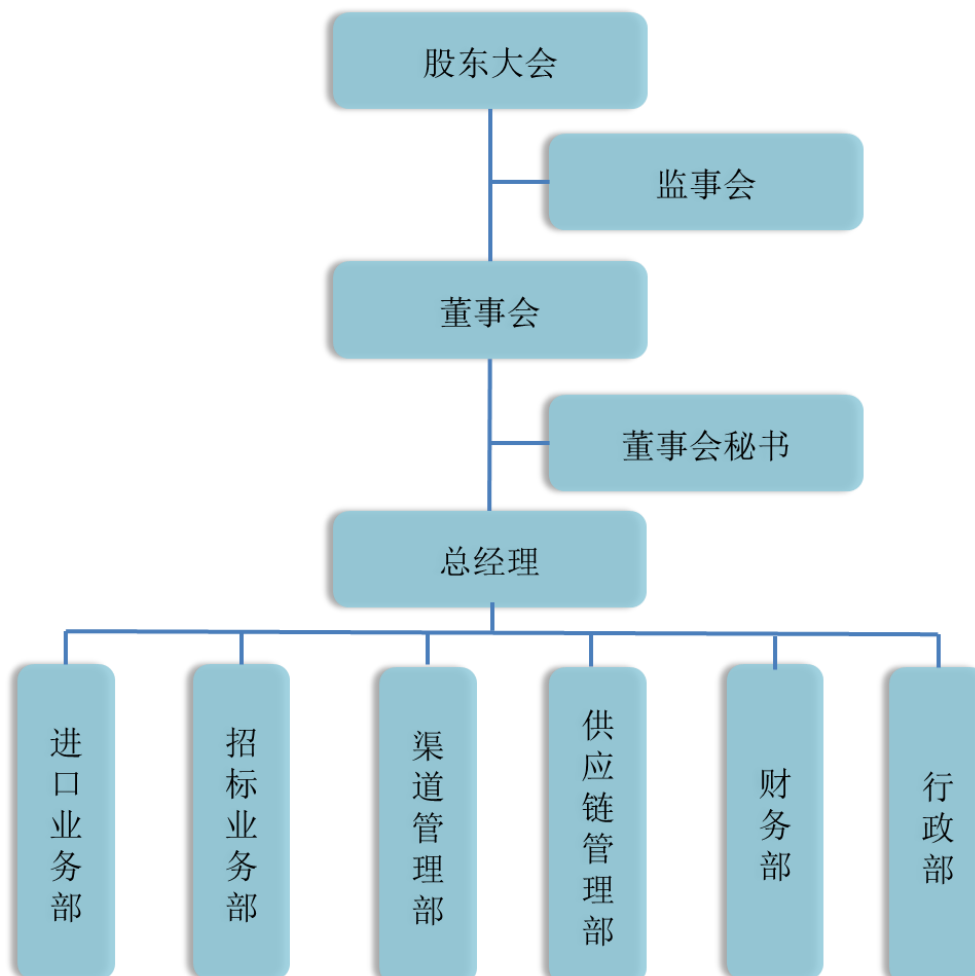 股东大会
监事会
董事会
董事会秘书
总经理
进口业务部
招标业务部
渠道管理部
供应链管理部
财务部
行政部